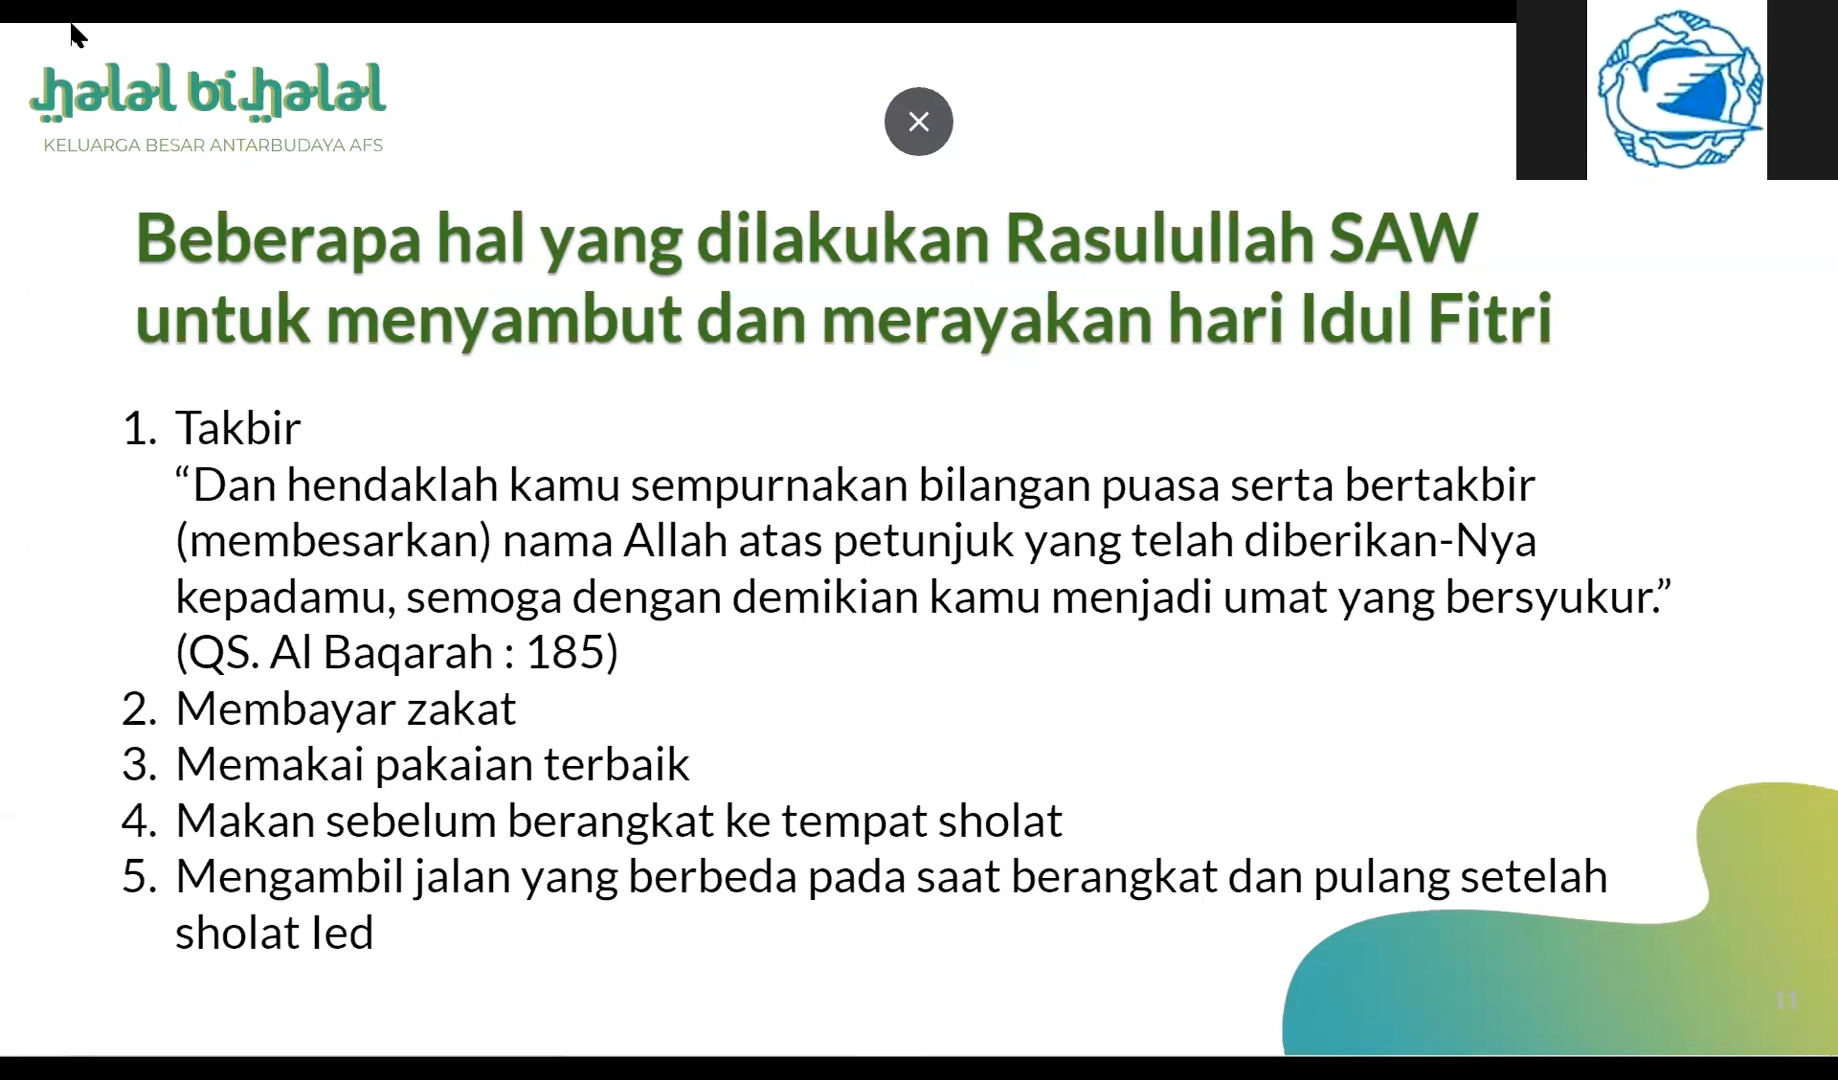 halal bi halal
KELUARGA BESAR ANTARBUDAYA AFS
Beberapa hal yang dilakukan Rasulullah SAW
untuk menyambut dan merayakan hari Idul Fitri
1. Takbir
“Dan hendaklah kamu sempurnakan bilangan puasa serta bertakbir
(membesarkan) nama Allah atas petunjuk yang telah diberikan-Nya
kepadamu, semoga dengan demikian kamu menjadi umat yang bersyukur.”
(QS. Al Baqarah : 185)
2. Membayar zakat
3. Memakai pakaian terbaik
4. Makan sebelum berangkat ke tempat sholat
5. Mengambil jalan yang berbeda pada saat berangkat dan pulang setelah
sholat Ied
11